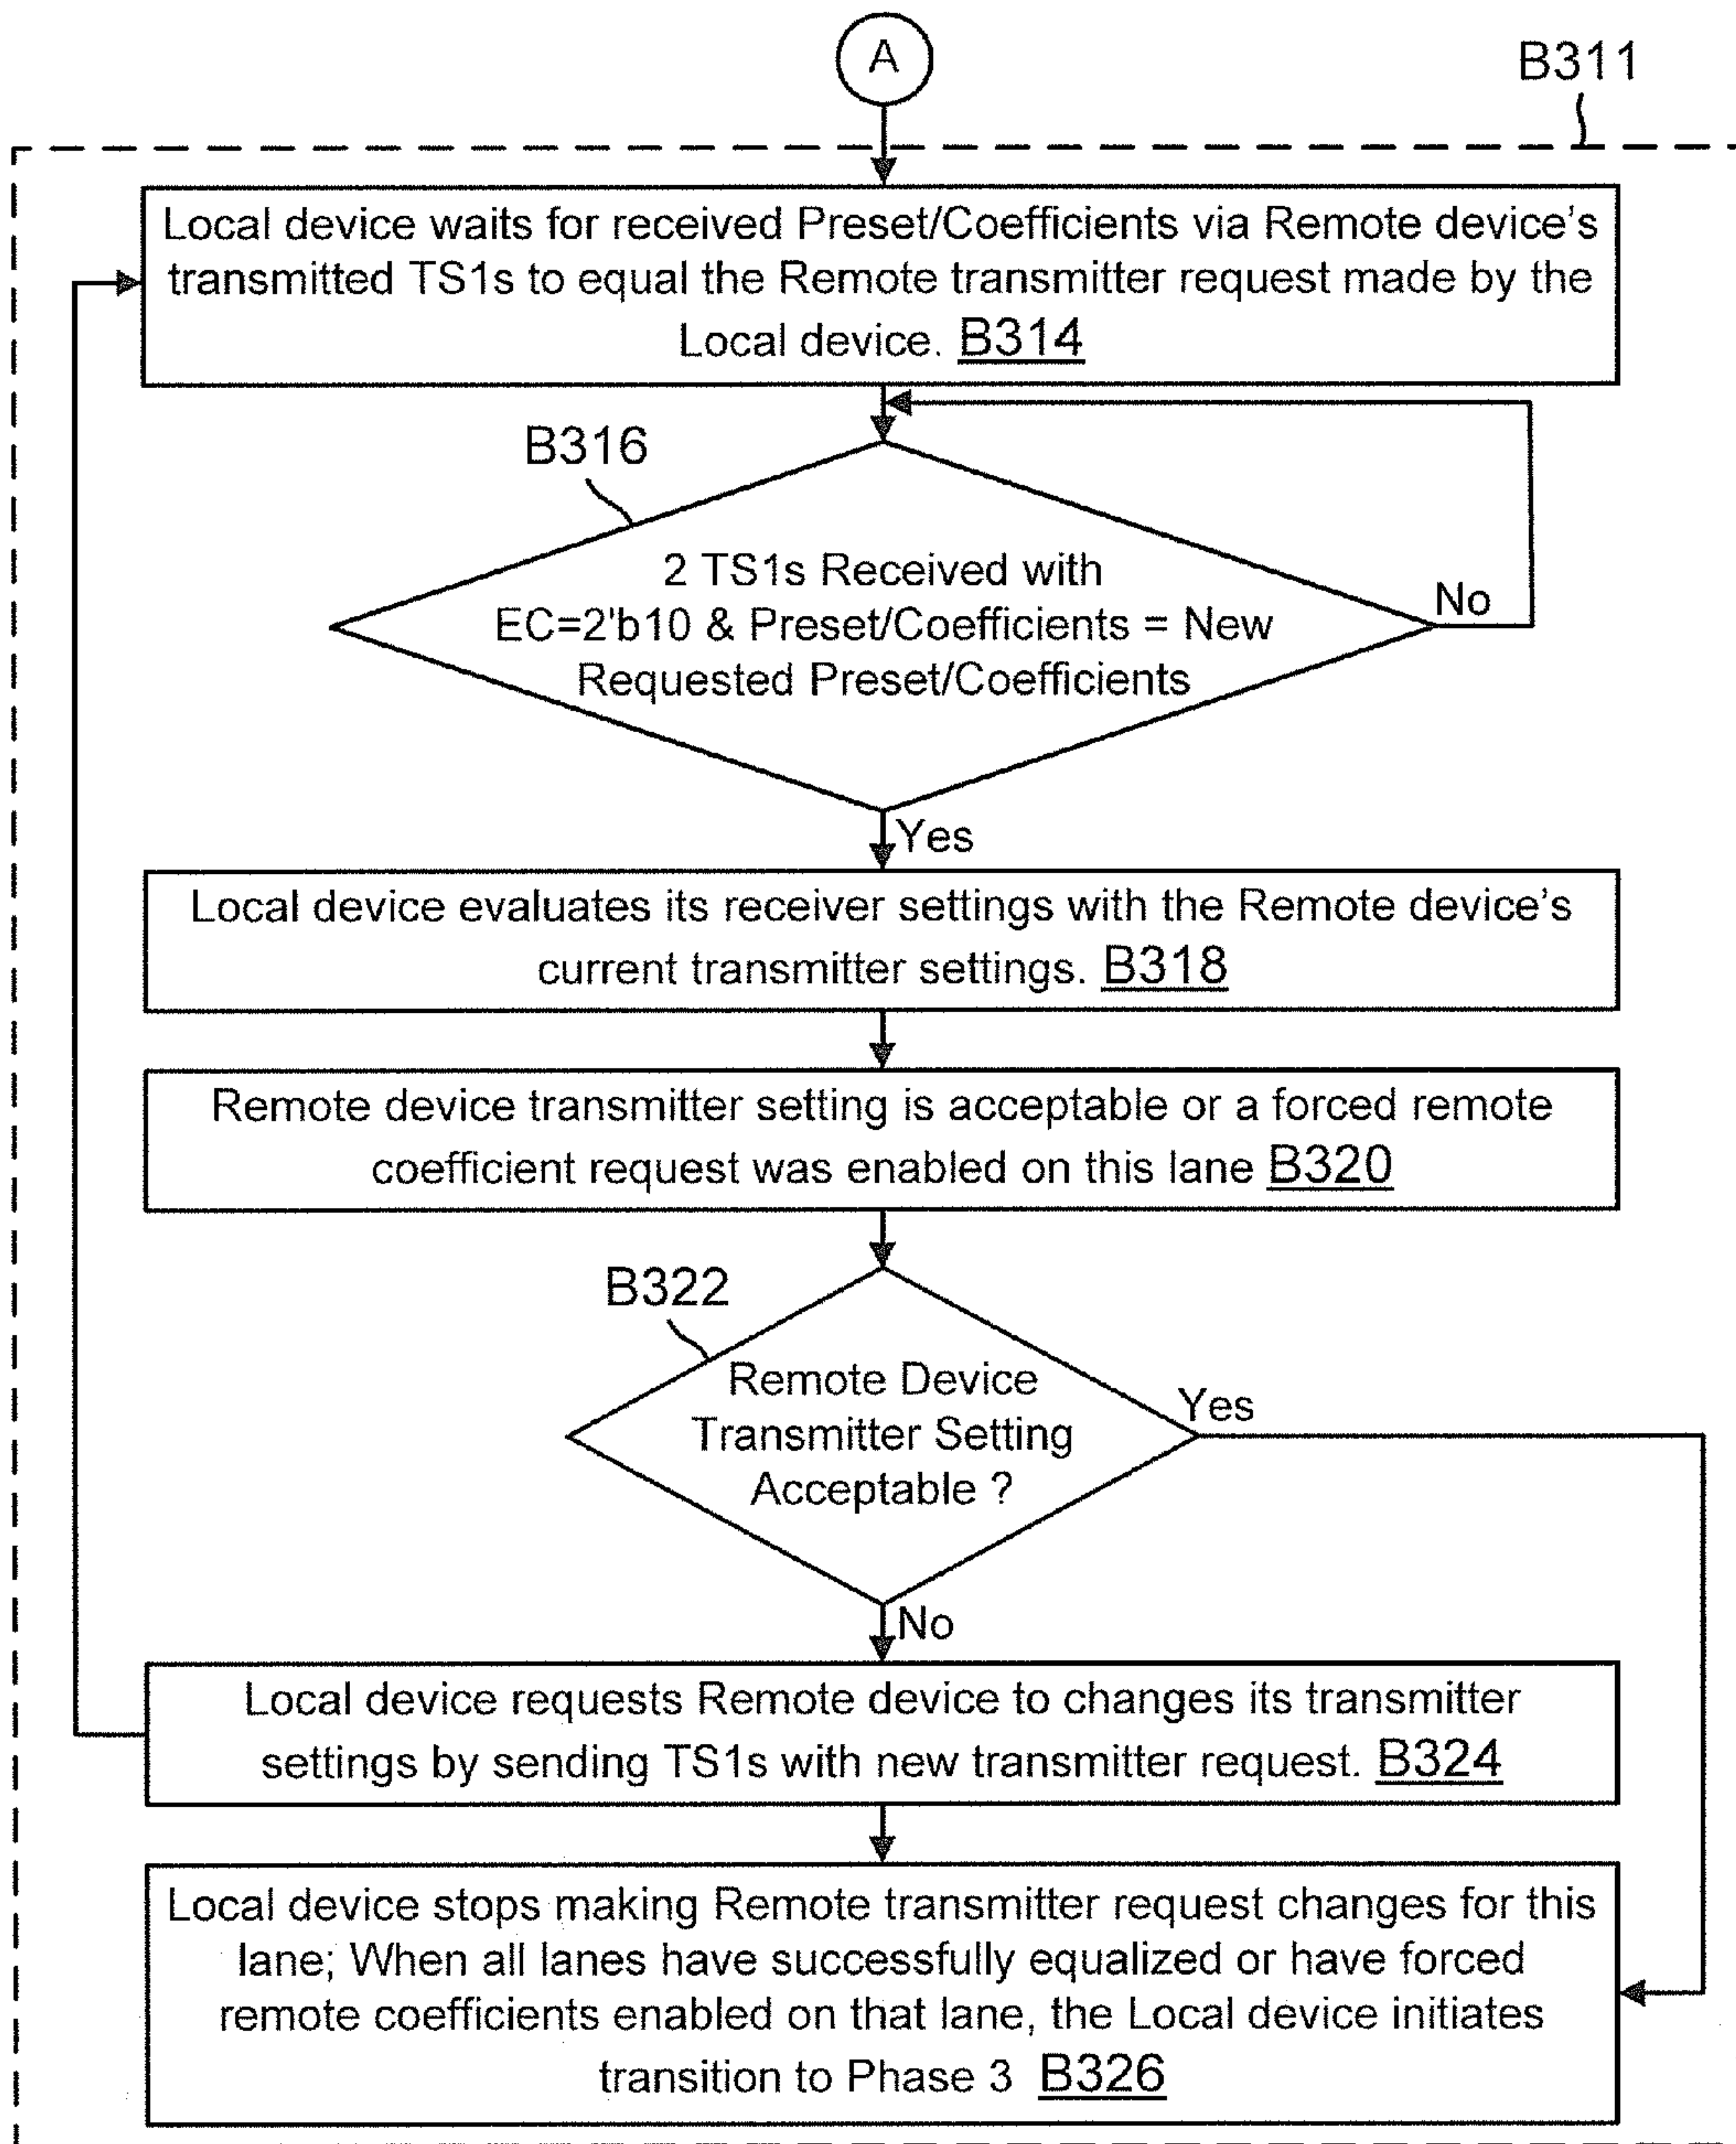 A
B311
Local device waits for received Preset/Coefficients via Remote device's
transmitted TS1s to equal the Remote transmitter request made by the
Local device. B314
B316
2 TS1s Received with
EC=2'b10 & Preset/Coefficients = New
Requested Preset/Coefficients
No
Yes
Local device evaluates its receiver settings with the Remote device's
current transmitter settings. B318
Remote device transmitter setting is acceptable or a forced remote
coefficient request was enabled on this lane B320
B322
Remote Device
Transmitter Setting
Acceptable ?
Yes
No
Local device requests Remote device to changes its transmitter
settings by sending TS1s with new transmitter request. B324
Local device stops making Remote transmitter request changes for this
lane; When all lanes have successfully equalized or have forced
remote coefficients enabled on that lane, the Local device initiates
transition to Phase 3 B326